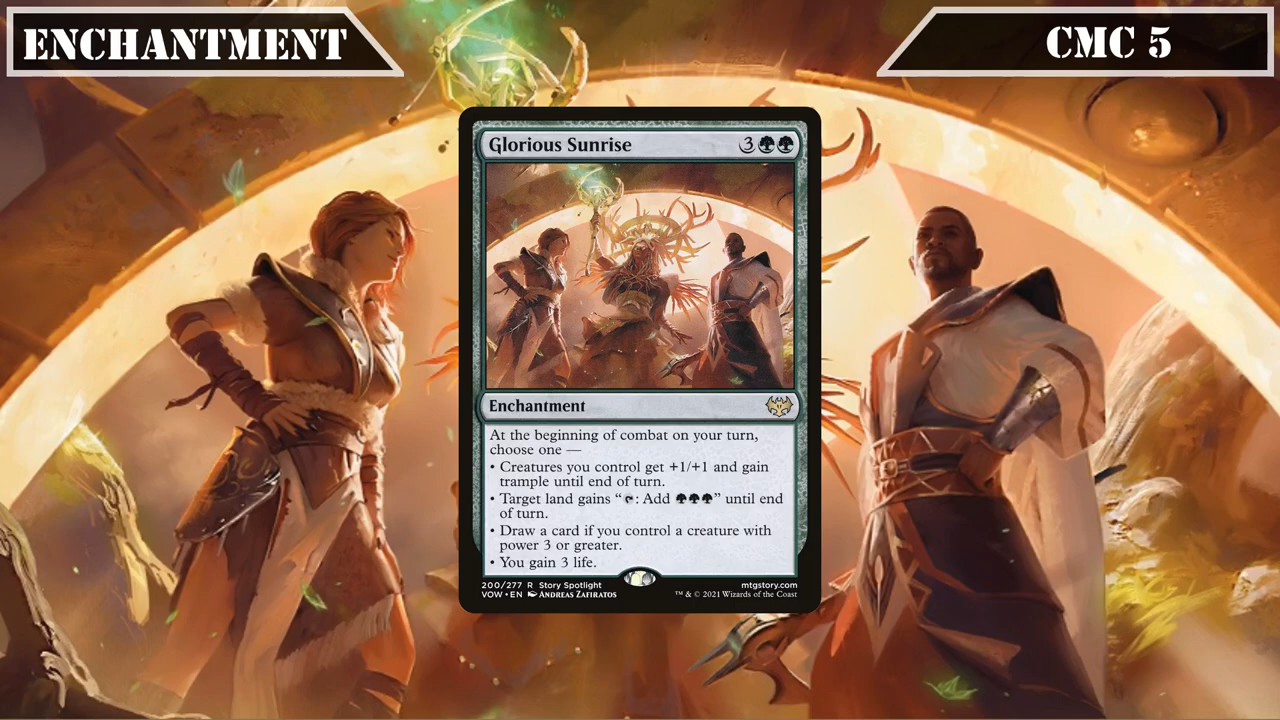 ENCHANTMENT
CMC 5
Glorious Sunrise 3
Enchantment
At the beginning of combat on your turn,
choose one —
• Creatures you control get +1/+1 and gain
trample until end of turn.
• Target land gains “: Add ” until end
of turn.
• Draw a card if you control a creature with
power 3 or greater.
• You gain 3 life.
200/277 R Story Spotlight
mtgstory.com
VOW • EN ANDREAS ZAFIRATOS
™ & © 2021 Wizards of the Coast